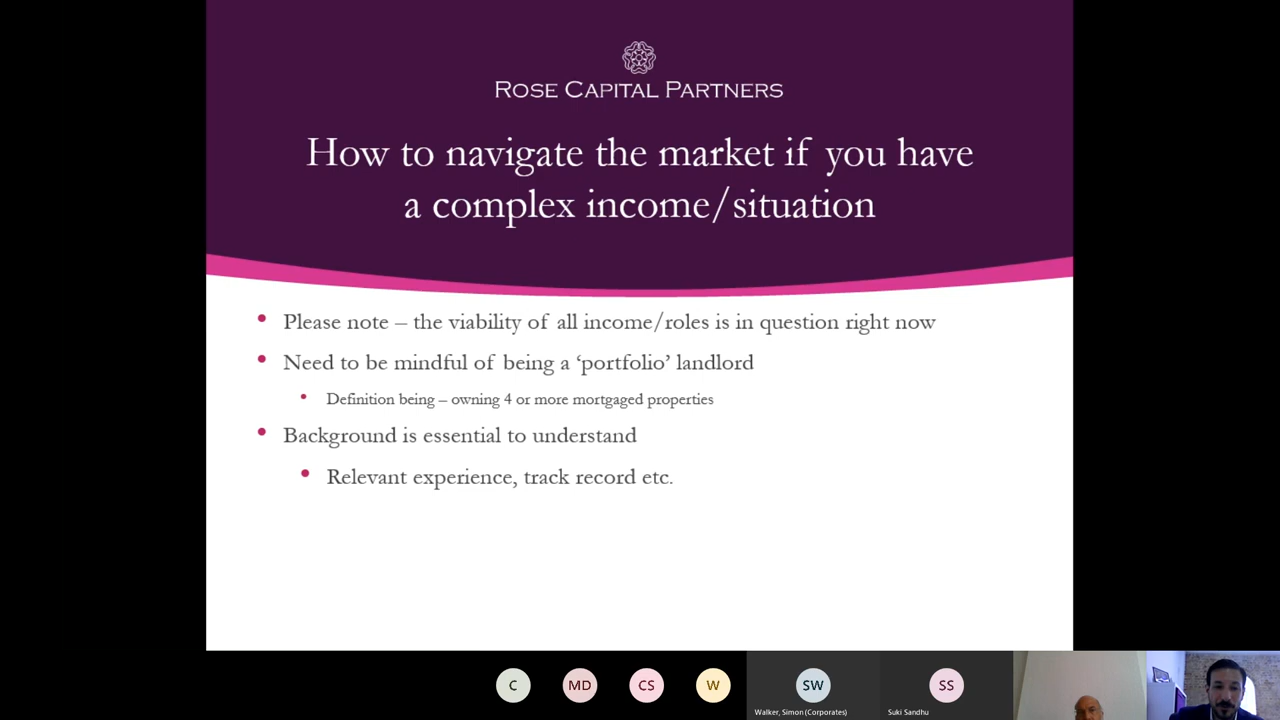 ROSE CAPITAL PARTNERS
How to navigate the market if you have
a complex income/situation
• Please note – the viability of all income/roles is in question right now
• Need to be mindful of being a ‘portfolio’ landlord
• Definition being – owning 4 or more mortgaged properties
• Background is essential to understand
• Relevant experience, track record etc.
C
MD
CS
W
SW
SS
Walker, Simon (Corporates)
Suki Sandhu